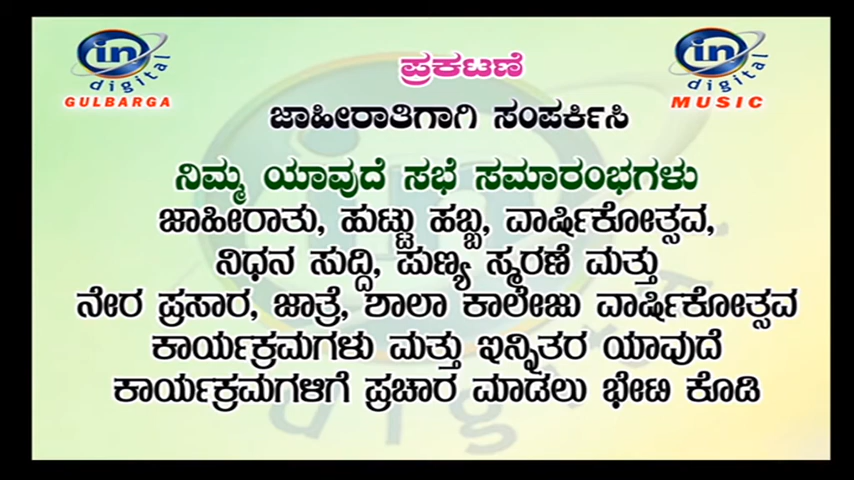 in
digital
GULBARGA
in
digital
MUSIC
ಪ್ರಕಟಣೆ
ಜಾಹೀರಾತಿಗಾಗಿ ಸಂಪರ್ಕಿಸಿ
ನಿಮ್ಮ ಯಾವುದೆ ಸಭೆ ಸಮಾರಂಭಗಳು
ಜಾಹೀರಾತು, ಹುಟ್ಟು ಹಬ್ಬ, ವಾರ್ಷಿಕೋತ್ಸವ,
ನಿಧನ ಸುದ್ದಿ, ಪುಣ್ಯ ಸ್ಮರಣೆ ಮತ್ತು
ನೇರ ಪ್ರಸಾರ, ಜಾತ್ರೆ, ಶಾಲಾ ಕಾಲೇಜು ವಾರ್ಷಿಕೋತ್ಸವ
ಕಾರ್ಯಕ್ರಮಗಳು ಮತ್ತು ಇನ್ನಿತರ ಯಾವುದೆ
ಕಾರ್ಯಕ್ರಮಗಳಿಗೆ ಪ್ರಚಾರ ಮಾಡಲು ಭೇಟಿ ಕೊಡಿ